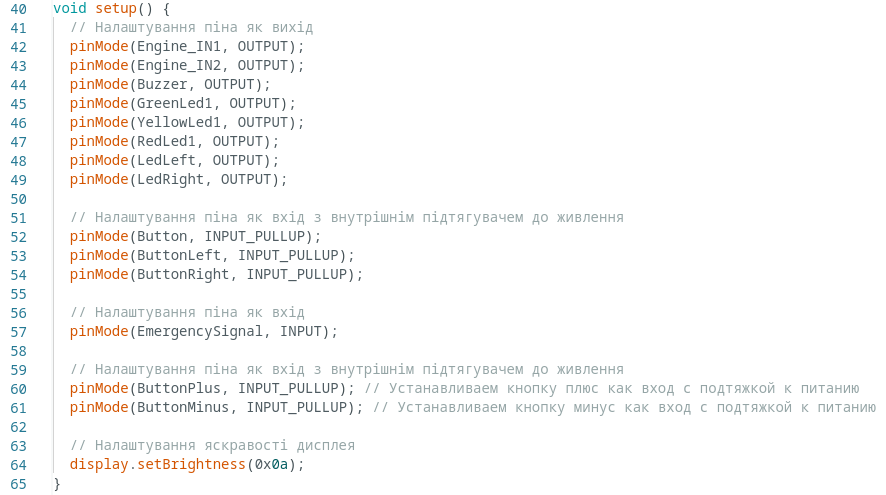 40 void setup() {
41 // Налаштування піна як вихід
42 pinMode(Engine_IN1, OUTPUT);
43 pinMode(Engine_IN2, OUTPUT);
44 pinMode(Buzzer, OUTPUT);
45 pinMode(GreenLed1, OUTPUT);
46 pinMode(YellowLed1, OUTPUT);
47 pinMode(RedLed1, OUTPUT);
48 pinMode(LedLeft, OUTPUT);
49 pinMode(LedRight, OUTPUT);
50
51 // Налаштування піна як вхід з внутрішнім підтягувачем до живлення
52 pinMode(Button, INPUT_PULLUP);
53 pinMode(ButtonLeft, INPUT_PULLUP);
54 pinMode(ButtonRight, INPUT_PULLUP);
55
56 // Налаштування піна як вхід
57 pinMode(EmergencySignal, INPUT);
58
59 // Налаштування піна як вхід з внутрішнім підтягувачем до живлення
60 pinMode(ButtonPlus, INPUT_PULLUP); // Устанавливаем кнопку плюс как вход с подтяжкой к питанию
61 pinMode(ButtonMinus, INPUT_PULLUP); // Устанавливаем кнопку минус как вход с подтяжкой к питанию
62
63 // Налаштування яскравості дисплея
64 display.setBrightness(0x0a);
65 }